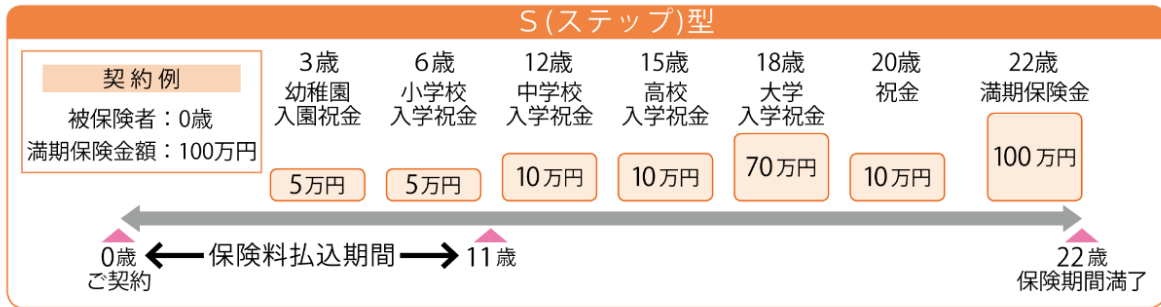 S(ステップ)型
契約例
被保険者：0歳
満期保険金額：100万円
3歳
幼稚園
入園祝金
5万円
6歳
小学校
入学祝金
5万円
12歳
中学校
入学祝金
10万円
15歳
高校
入学祝金
10万円
18歳
大学
入学祝金
70万円
20歳
祝金
10万円
22歳
満期保険金
100万円
0歳
ご契約
保険料払込期間
11歳
22歳
保険期間満了